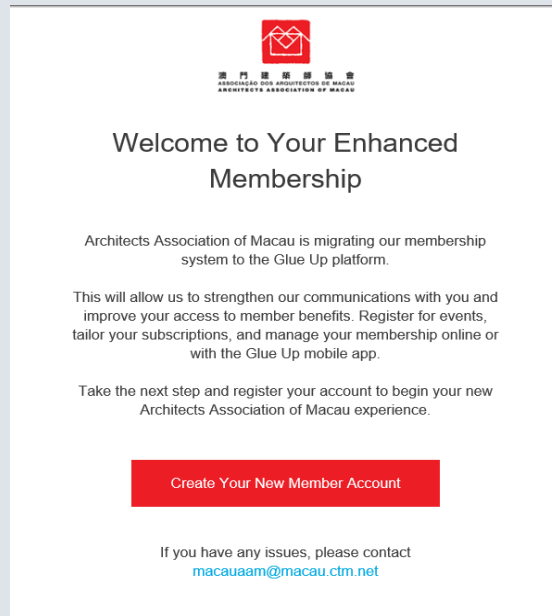 澳門建築師協會
ASSOCIAÇÃO DOS ARQUITECTOS DE MACAU
ARCHITECTS ASSOCIATION OF MACAU
Welcome to Your Enhanced
Membership
Architects Association of Macau is migrating our membership
system to the Glue Up platform.
This will allow us to strengthen our communications with you and
improve your access to member benefits. Register for events,
tailor your subscriptions, and manage your membership online or
with the Glue Up mobile app.
Take the next step and register your account to begin your new
Architects Association of Macau experience.
Create Your New Member Account
If you have any issues, please contact
macauaam@macau.ctm.net